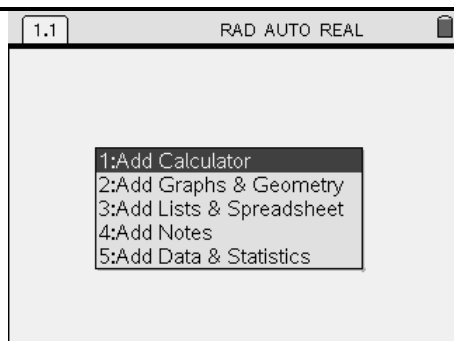 1.1 RAD AUTO REAL
1:Add Calculator
2:Add Graphs & Geometry
3:Add Lists & Spreadsheet
4:Add Notes
5:Add Data & Statistics